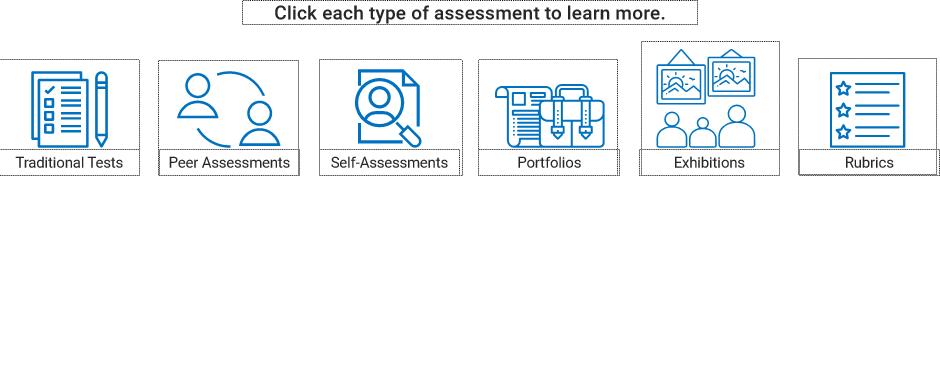 Click each type of assessment to learn more.
Traditional Tests
Peer Assessments
Self-Assessments
Portfolios
Exhibitions
Rubrics